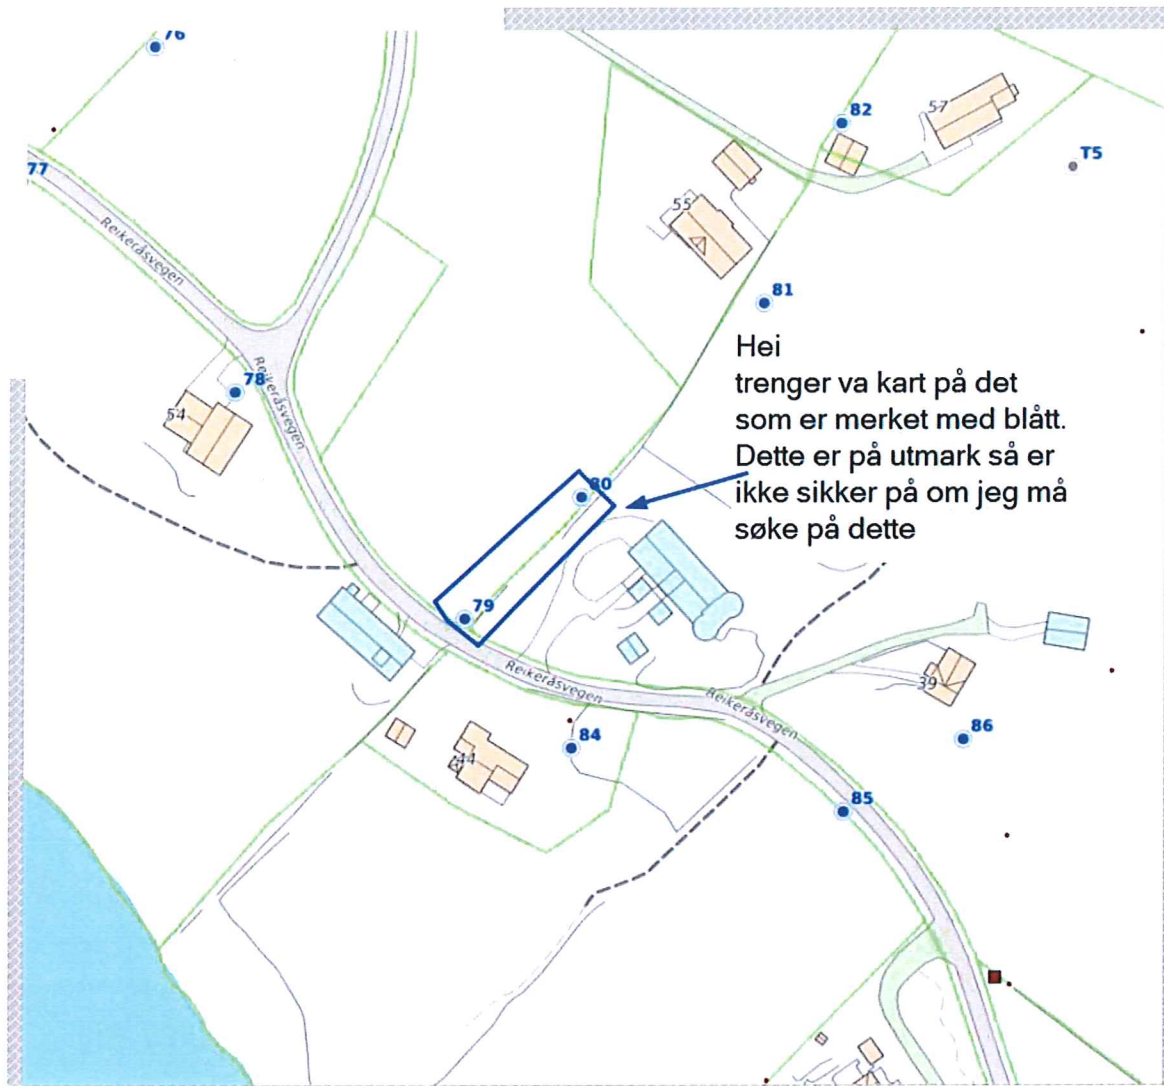 76
82
57
T5
77
55
Reikeråsvegen
81
Hei
trenger va kart på det
som er merket med blått.
Dette er på utmark så er
ikke sikker på om jeg må
søke på dette
Reikeråsvegen
78
54
80
79
Reikeråsvegen
Reikeråsvegen
39
86
84
44
85